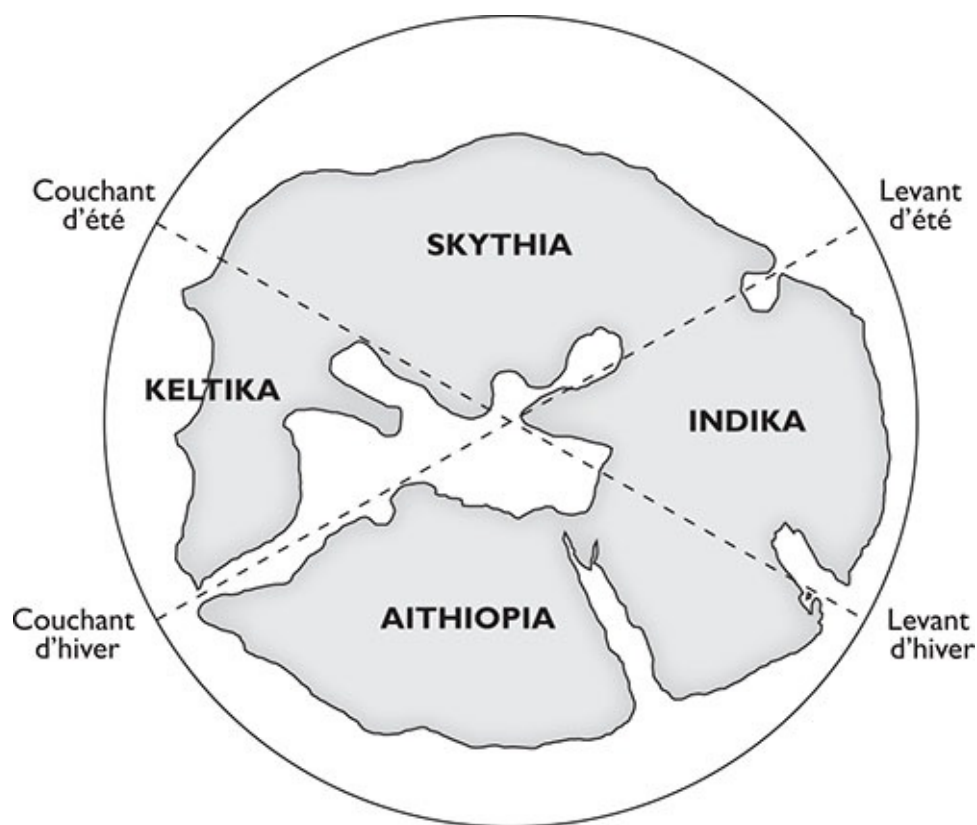 Couchant
d'été
Levant
d'été
SKYTHIA
KELTIKA
INDIKA
AITHIOPIA
Couchant
d'hiver
Levant
d'hiver